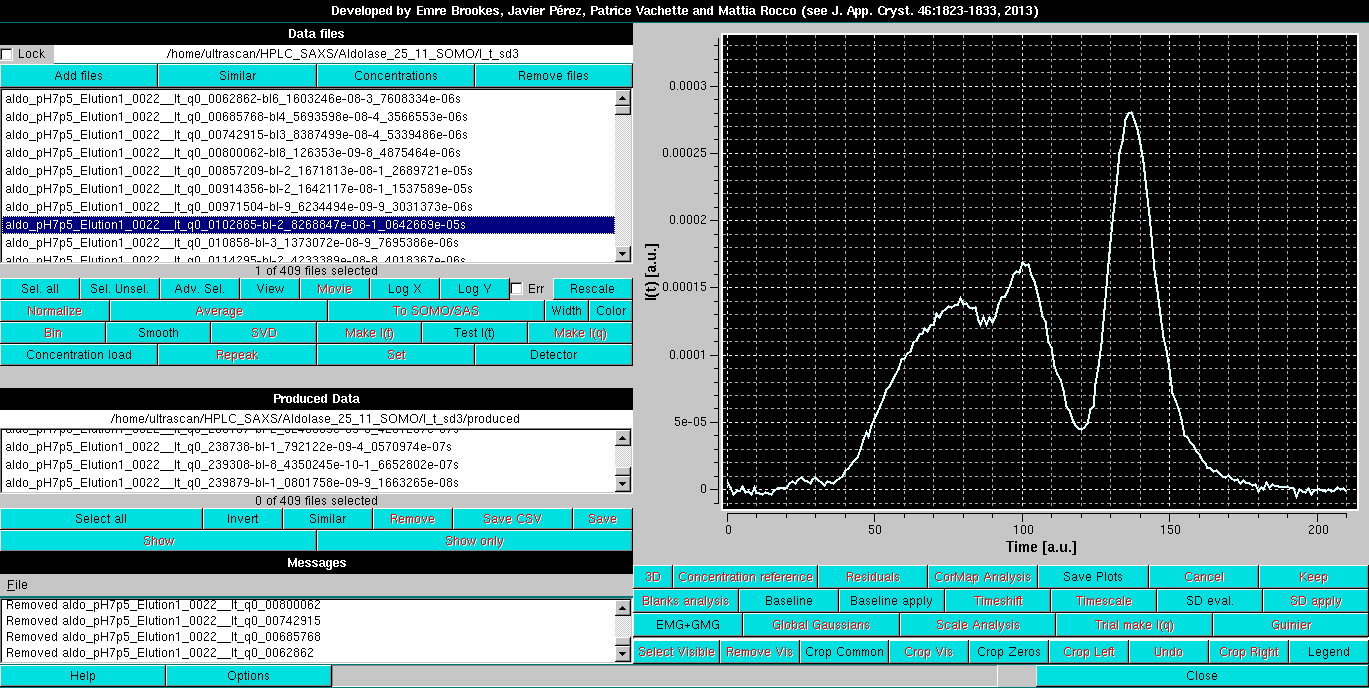 Developed by Emre Brookes, Javier Pérez, Patrice Vachette and Mattia Rocco (see J. App. Cryst. 46:1823-1833, 2013)
Data files
Lock /home/ultrascan/HPLC_SAXS/Aldolase_25_11_SOMO/I_t_sd3
Add files Similar Concentrations Remove files
aldo_pH7p5_Elution1_0022__It_q0_0062862-bl6_1603246e-08-3_7608334e-06s
aldo_pH7p5_Elution1_0022__It_q0_00685768-bl4_5693598e-08-4_3566553e-06s
aldo_pH7p5_Elution1_0022__It_q0_00742915-bl3_8387499e-08-4_5339486e-06s
aldo_pH7p5_Elution1_0022__It_q0_00800062-bl8_126353e-09-8_4875464e-06s
aldo_pH7p5_Elution1_0022__It_q0_00857209-bl-2_1671813e-08-1_2689721e-05s
aldo_pH7p5_Elution1_0022__It_q0_00914356-bl-2_1642117e-08-1_1537589e-05s
aldo_pH7p5_Elution1_0022__It_q0_00971504-bl-9_6234494e-09-9_3031373e-06s
aldo_pH7p5_Elution1_0022__It_q0_0102865-bl-2_8268847e-08-1_0642669e-05s
aldo_pH7p5_Elution1_0022__It_q0_010858-bl-3_1373072e-08-9_7695386e-06s
aldo_pH7p5_Elution1_0022__It_q0_0114295-bl-2_4233389e-08-8_4018367e-06s
1 of 409 files selected
Sel. all Sel. Unsel. Adv. Sel. View Movie Log X Log Y Err Rescale
Normalize Average To SOMO/SAS Width Color
Bin Smooth SVD Make I(t) Test I(t) Make I(q)
Concentration load Repeak Set Detector
Produced Data
/home/ultrascan/HPLC_SAXS/Aldolase_25_11_SOMO/I_t_sd3/produced
aldo_pH7p5_Elution1_0022__It_q0_238738-bl-1_792122e-09-4_0570974e-07s
aldo_pH7p5_Elution1_0022__It_q0_239308-bl-8_4350245e-10-1_6652802e-07s
aldo_pH7p5_Elution1_0022__It_q0_239879-bl-1_0801758e-09-9_1663265e-08s
0 of 409 files selected
Select all Invert Similar Remove Save CSV Save
Show Show only
Messages
File
Removed aldo_pH7p5_Elution1_0022__It_q0_00800062
Removed aldo_pH7p5_Elution1_0022__It_q0_00742915
Removed aldo_pH7p5_Elution1_0022__It_q0_00685768
Removed aldo_pH7p5_Elution1_0022__It_q0_0062862
Help Options
I(t) [a.u.]
0.0003
0.00025
0.0002
0.00015
0.0001
5e-05
0
0 50 100 150 200
Time [a.u.]
3D Concentration reference Residuals CorMap Analysis Save Plots Cancel Keep
Blanks analysis Baseline Baseline apply Timeshift Timescale SD eval. SD apply
EMG+GMG Global Gaussians Scale Analysis Trial make I(q) Guinier
Select Visible Remove Vis Crop Common Crop Vis Crop Zeros Crop Left Undo Crop Right Legend
Close